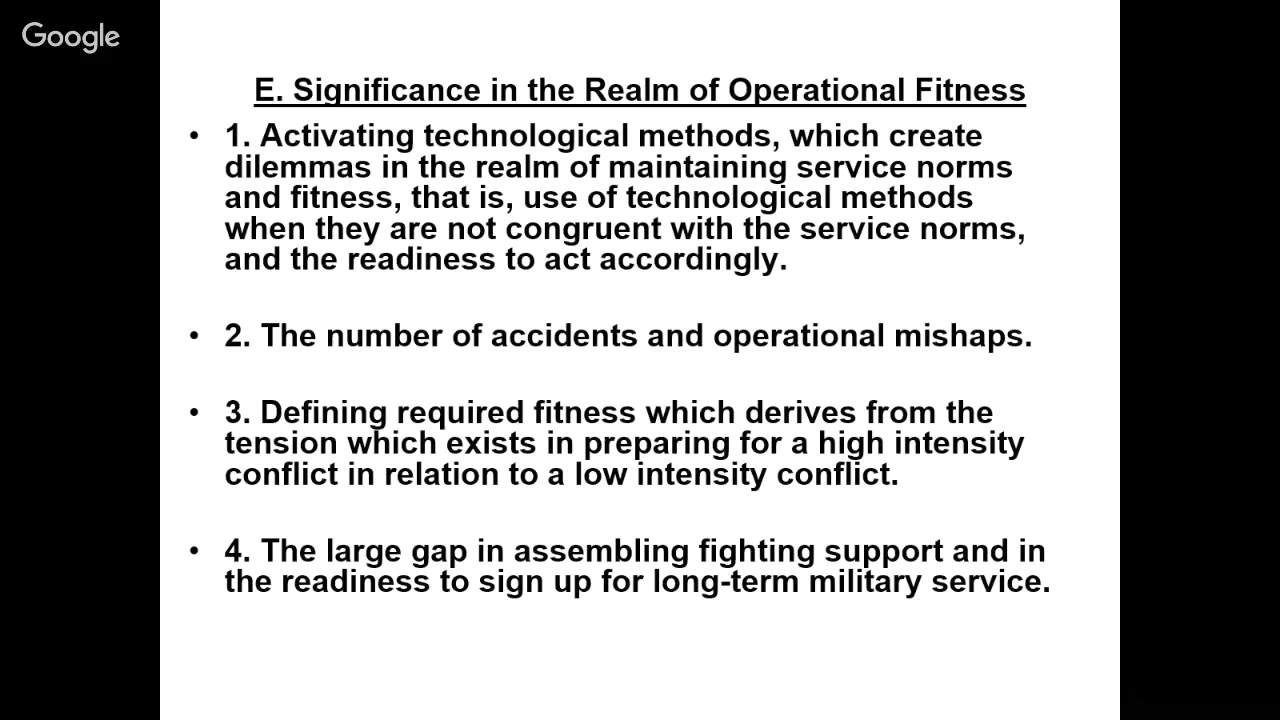 Google
E. Significance in the Realm of Operational Fitness
• 1. Activating technological methods, which create
dilemmas in the realm of maintaining service norms
and fitness, that is, use of technological methods
when they are not congruent with the service norms,
and the readiness to act accordingly.
• 2. The number of accidents and operational mishaps.
• 3. Defining required fitness which derives from the
tension which exists in preparing for a high intensity
conflict in relation to a low intensity conflict.
• 4. The large gap in assembling fighting support and in
the readiness to sign up for long-term military service.